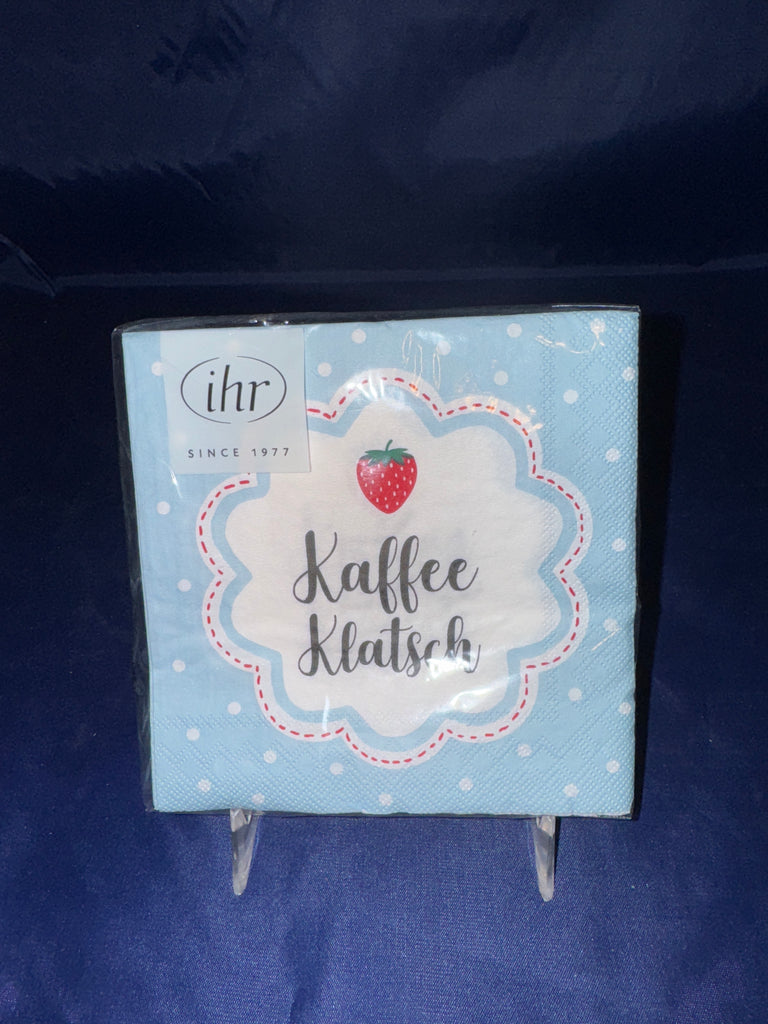 ihr
SINCE 1977
Kaffee
Klatsch